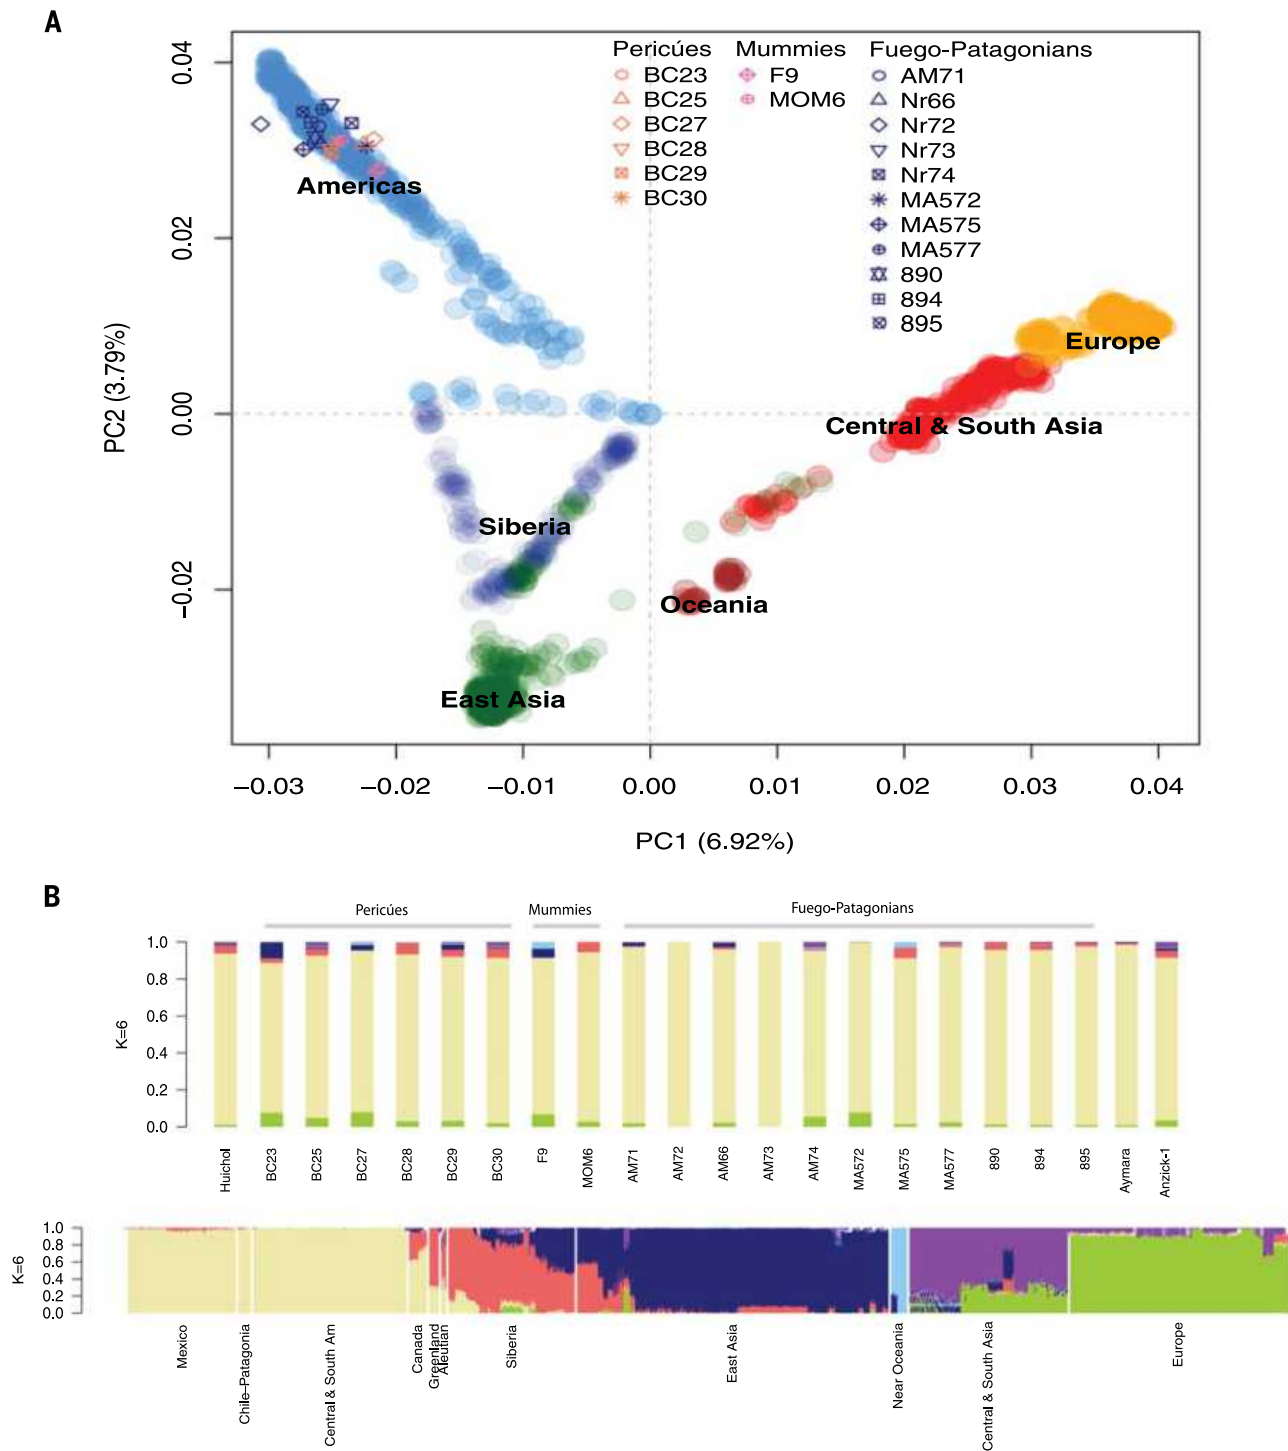 A
Pericúes
BC23
BC25
BC27
BC28
BC29
BC30
Mummies
F9
MOM6
Fuego-Patagonians
AM71
Nr66
Nr72
Nr73
Nr74
MA572
MA575
MA577
890
894
895
Americas
Europe
Central & South Asia
Siberia
Oceania
East Asia
PC2 (3.79%)
0.04
0.02
0.00
−0.02
−0.03 −0.02 −0.01 0.00 0.01 0.02 0.03 0.04
PC1 (6.92%)
B
Pericúes Mummies Fuego-Patagonians
K=6
1.0
0.8
0.6
0.4
0.2
0.0
Huichol BC23 BC25 BC27 BC28 BC29 BC30 F9 MOM6 AM71 AM72 AM66 AM73 AM74 MA572 MA575 MA577 890 894 895 Aymara Anzick-1
K=6
1.0
0.8
0.6
0.4
0.2
0.0
Mexico Chile–Patagonia Central & South Am Canada Greenland Aleutian Siberia East Asia Near Oceania Central & South Asia Europe